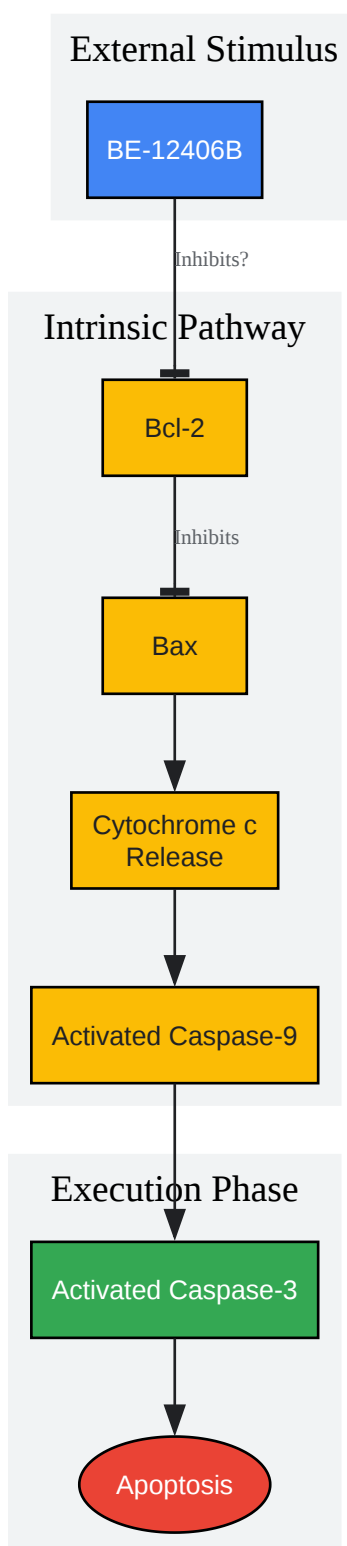 External Stimulus
BE-12406B
Inhibits?
Intrinsic Pathway
Bcl-2
Inhibits
Bax
Cytochrome c
Release
Activated Caspase-9
Execution Phase
Activated Caspase-3
Apoptosis